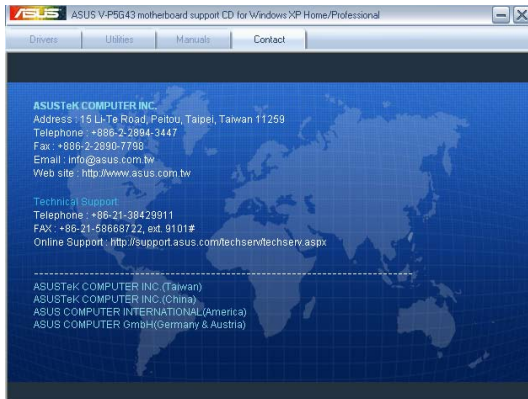 ASUS ASUS V-P5G43 motherboard support CD for Windows XP Home/Professional
Drivers Utilities Manuals Contact
ASUSTeK COMPUTER INC.
Address : 15 Li-Te Road, Peitou, Taipei, Taiwan 11259
Telephone : +886-2-2894-3447
Fax : +886-2-2890-7798
Email : info@asus.com.tw
Web site : http://www.asus.com.tw
Technical Support
Telephone : +86-21-38429911
FAX : +86-21-58668722, ext. 9101#
Online Support : http://support.asus.com/techserv/techserv.aspx
ASUSTeK COMPUTER INC.(Taiwan)
ASUSTeK COMPUTER INC.(China)
ASUS COMPUTER INTERNATIONAL(America)
ASUS COMPUTER GmbH(Germany & Austria)